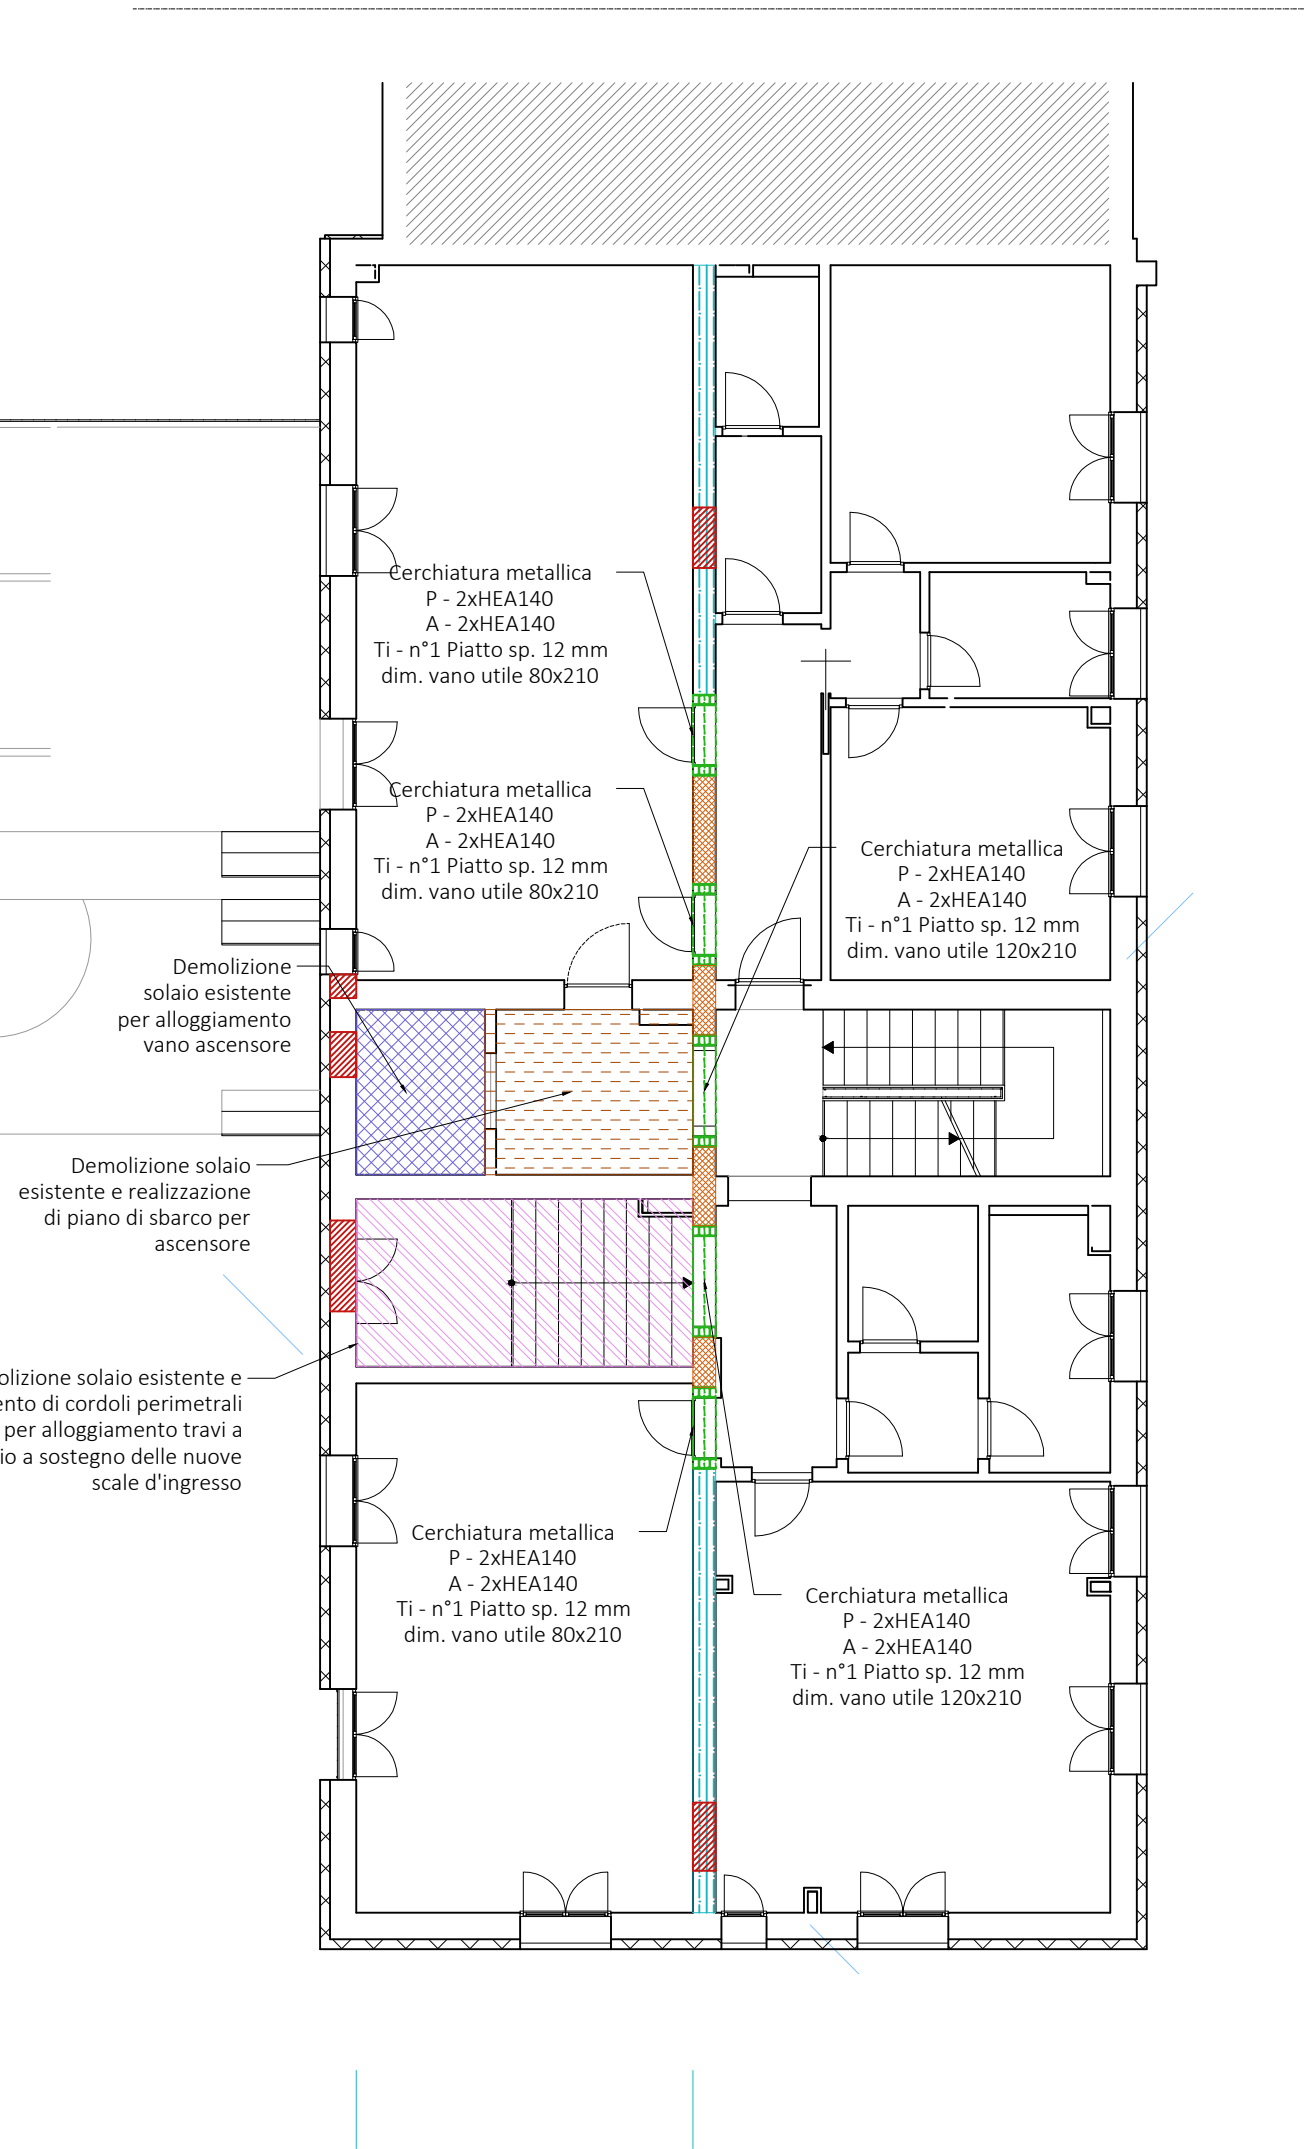 Cerchiatura metallica
P - 2xHEA140
A - 2xHEA140
Ti - n°1 Piatto sp. 12 mm
dim. vano utile 80x210
Cerchiatura metallica
P - 2xHEA140
A - 2xHEA140
Ti - n°1 Piatto sp. 12 mm
dim. vano utile 80x210
Cerchiatura metallica
P - 2xHEA140
A - 2xHEA140
Ti - n°1 Piatto sp. 12 mm
dim. vano utile 120x210
Demolizione
solaio esistente
per alloggiamento
vano ascensore
Demolizione solaio
esistente e realizzazione
di piano di sbarco per
ascensore
solaio esistente e
di cordoli perimetrali
per alloggiamento travi a
a sostegno delle nuove
scale d'ingresso
Cerchiatura metallica
P - 2xHEA140
A - 2xHEA140
Ti - n°1 Piatto sp. 12 mm
dim. vano utile 80x210
Cerchiatura metallica
P - 2xHEA140
A - 2xHEA140
Ti - n°1 Piatto sp. 12 mm
dim. vano utile 120x210